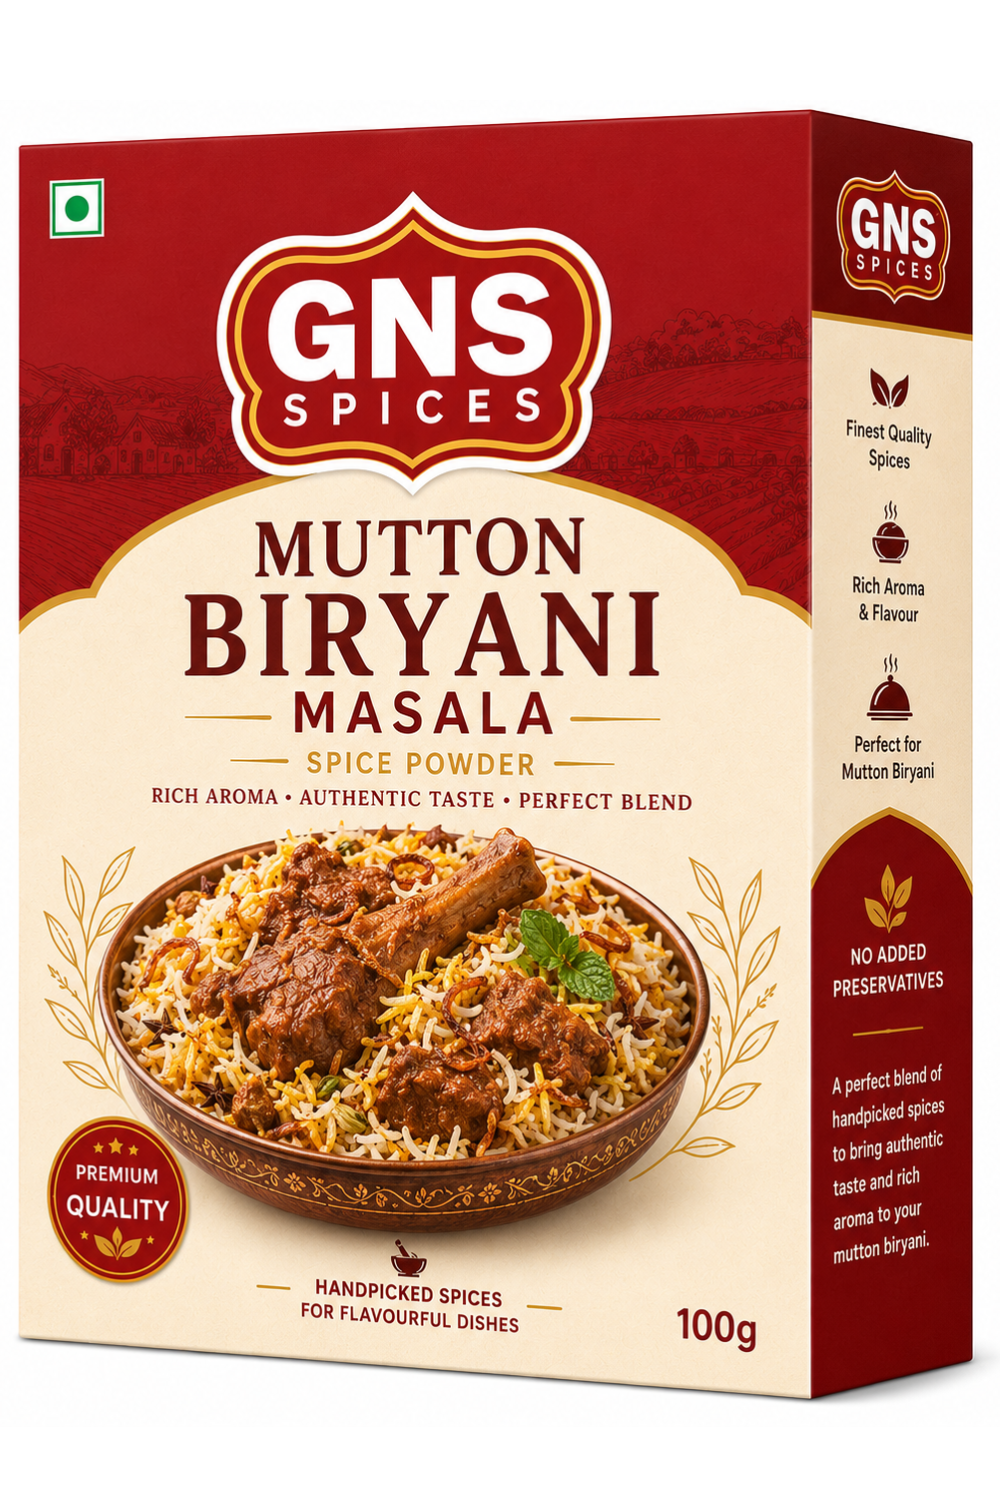 GNS
SPICES
MUTTON
BIRYANI
MASALA
SPICE POWDER
RICH AROMA • AUTHENTIC TASTE • PERFECT BLEND
PREMIUM
QUALITY
HANDPICKED SPICES
FOR FLAVOURFUL DISHES
100g
GNS
SPICES
Finest Quality
Spices
Rich Aroma
& Flavour
Perfect for
Mutton Biryani
NO ADDED
PRESERVATIVES
A perfect blend of
handpicked spices
to bring authentic
taste and rich
aroma to your
mutton biryani.